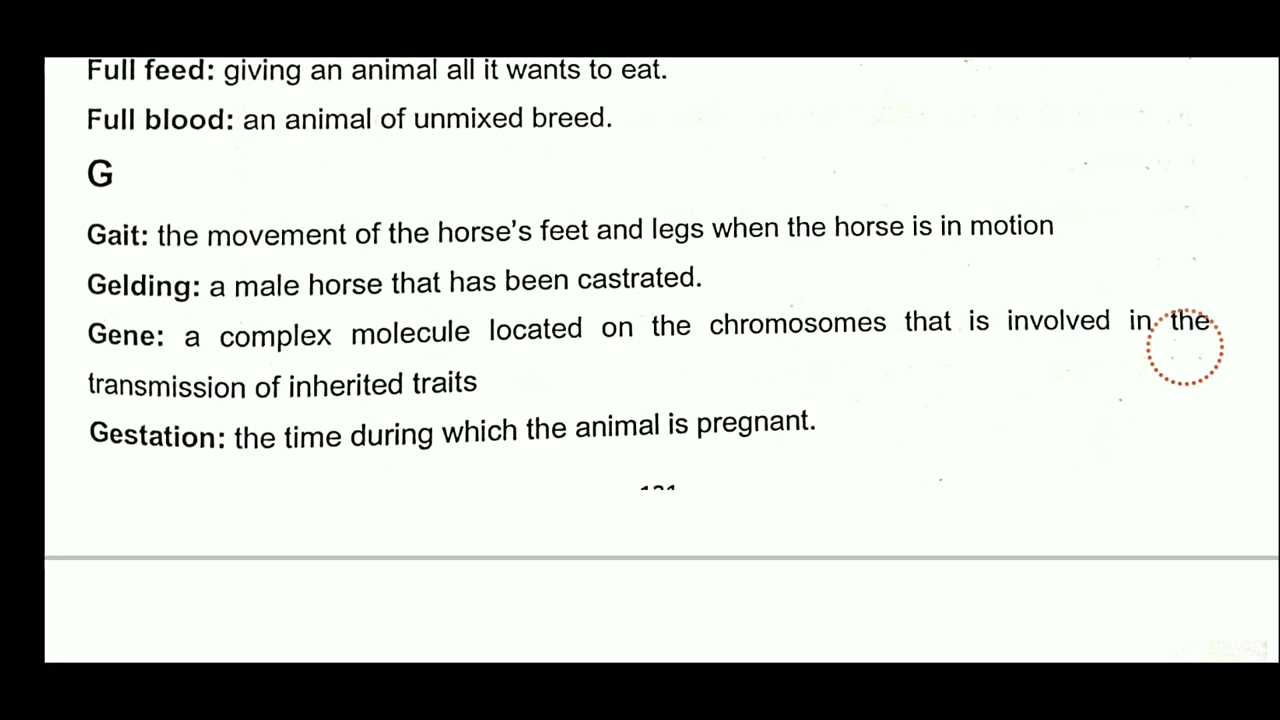 Full feed: giving an animal all it wants to eat.
Full blood: an animal of unmixed breed.
G
Gait: the movement of the horse's feet and legs when the horse is in motion
Gelding: a male horse that has been castrated.
Gene: a complex molecule located on the chromosomes that is involved in the
transmission of inherited traits
Gestation: the time during which the animal is pregnant.